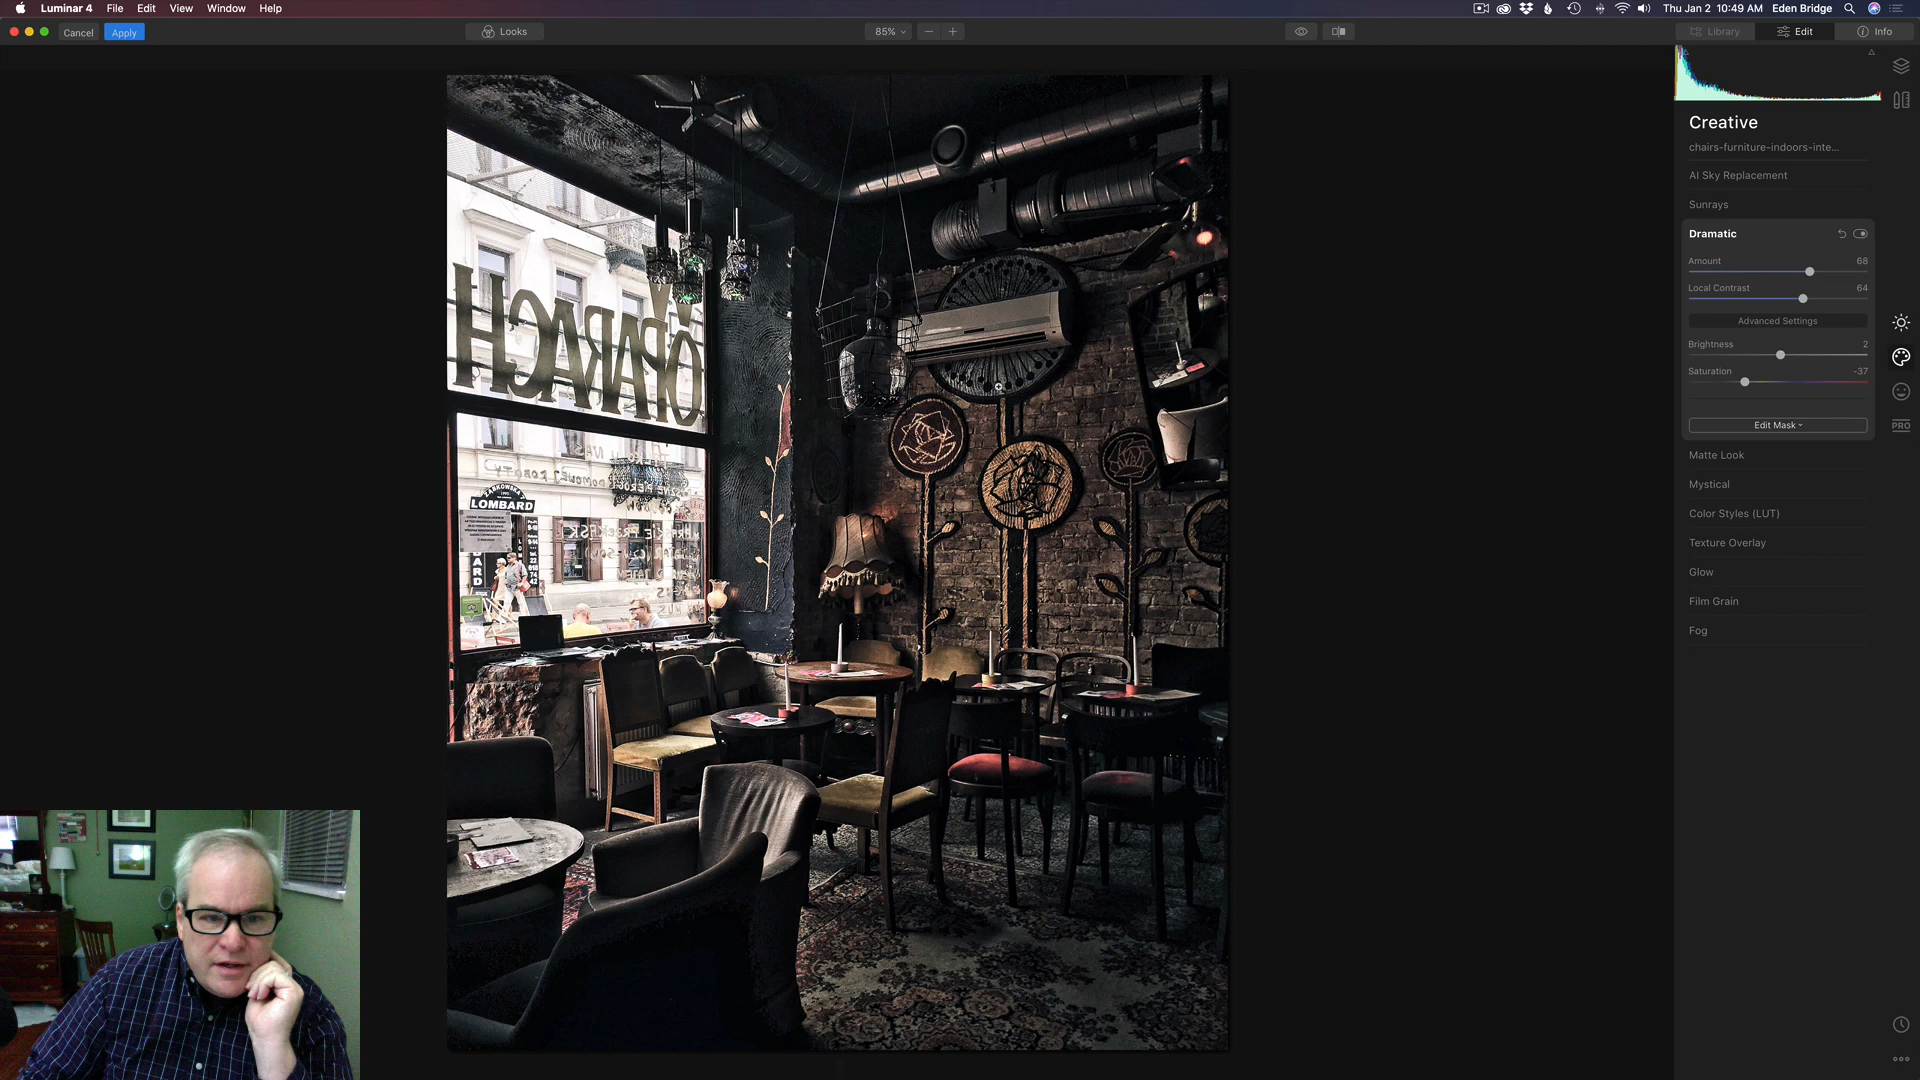 Luminar 4 File Edit View Window Help
Thu Jan 2 10:49 AM Eden Bridge
Cancel Apply
Looks
85%
Library Edit Info
Creative
chairs-furniture-indoors-inte...
AI Sky Replacement
Sunrays
Dramatic
Amount 68
Local Contrast 64
Advanced Settings
Brightness 2
Saturation -37
Edit Mask
Matte Look
Mystical
Color Styles (LUT)
Texture Overlay
Glow
Film Grain
Fog
PRO
OPARACH
ZĄBKOWSKA 7
LOMBARD